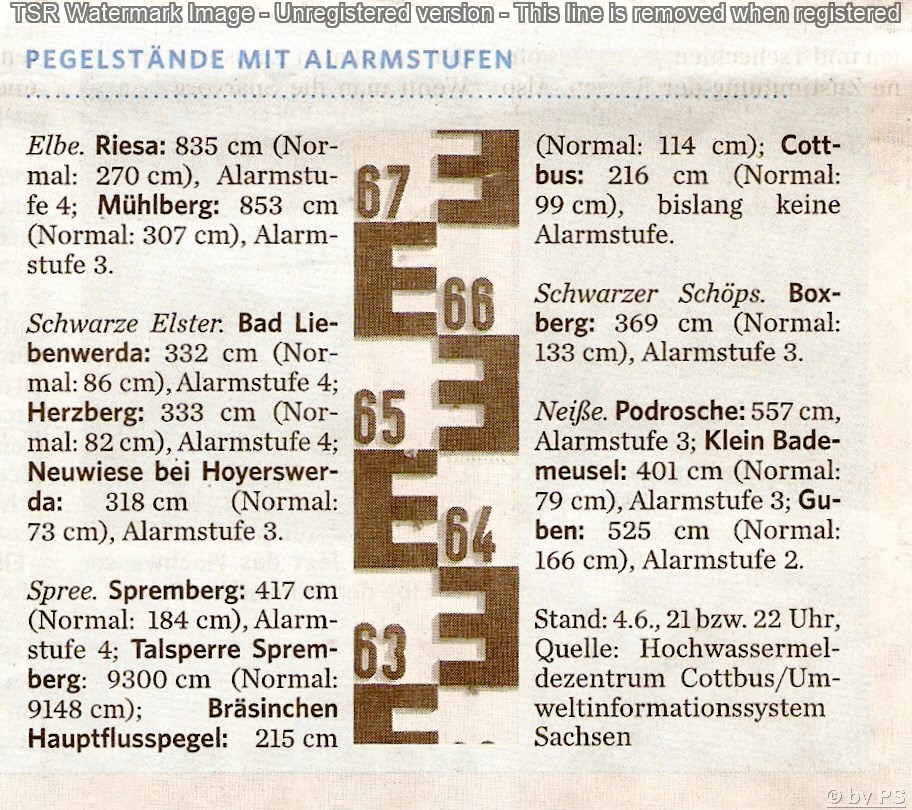 TSR Watermark Image - Unregistered version - This line is removed when registered
PEGELSTÄNDE MIT ALARMSTUFEN
Elbe. Riesa: 835 cm (Nor-
mal: 270 cm), Alarmstu-
fe 4; Mühlberg: 853 cm
(Normal: 307 cm), Alarm-
stufe 3.
Schwarze Elster. Bad Lie-
benwerda: 332 cm (Nor-
mal: 86 cm), Alarmstufe 4;
Herzberg: 333 cm (Nor-
mal: 82 cm), Alarmstufe 4;
Neuwiese bei Hoyerswer-
da: 318 cm (Normal:
73 cm), Alarmstufe 3.
Spree. Spremberg: 417 cm
(Normal: 184 cm), Alarm-
stufe 4; Talsperre Sprem-
berg: 9300 cm (Normal:
9148 cm); Bräsinchen
Hauptflusspegel: 215 cm
67
66
65
64
63
(Normal: 114 cm); Cott-
bus: 216 cm (Normal:
99 cm), bislang keine
Alarmstufe.
Schwarzer Schöps. Box-
berg: 369 cm (Normal:
133 cm), Alarmstufe 3.
Neiße. Podrosche: 557 cm,
Alarmstufe 3; Klein Bade-
meusel: 401 cm (Normal:
79 cm), Alarmstufe 3; Gu-
ben: 525 cm (Normal:
166 cm), Alarmstufe 2.
Stand: 4.6., 21 bzw. 22 Uhr,
Quelle: Hochwassermel-
dezentrum Cottbus/Um-
weltinformationssystem
Sachsen
© by PS